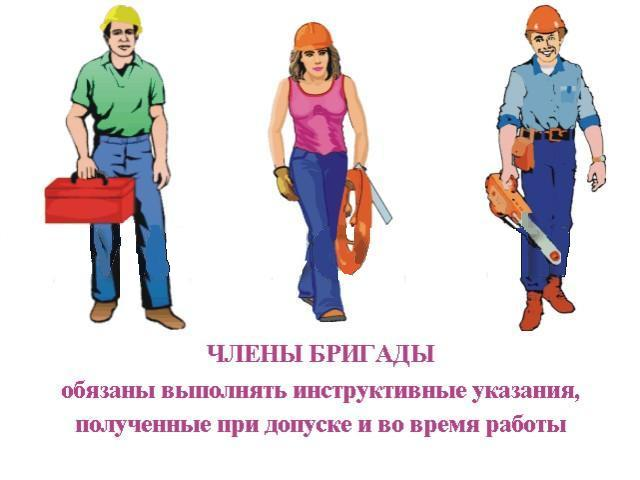 ЧЛЕНЫ БРИГАДЫ
обязаны выполнять инструктивные указания,
полученные при допуске и во время работы